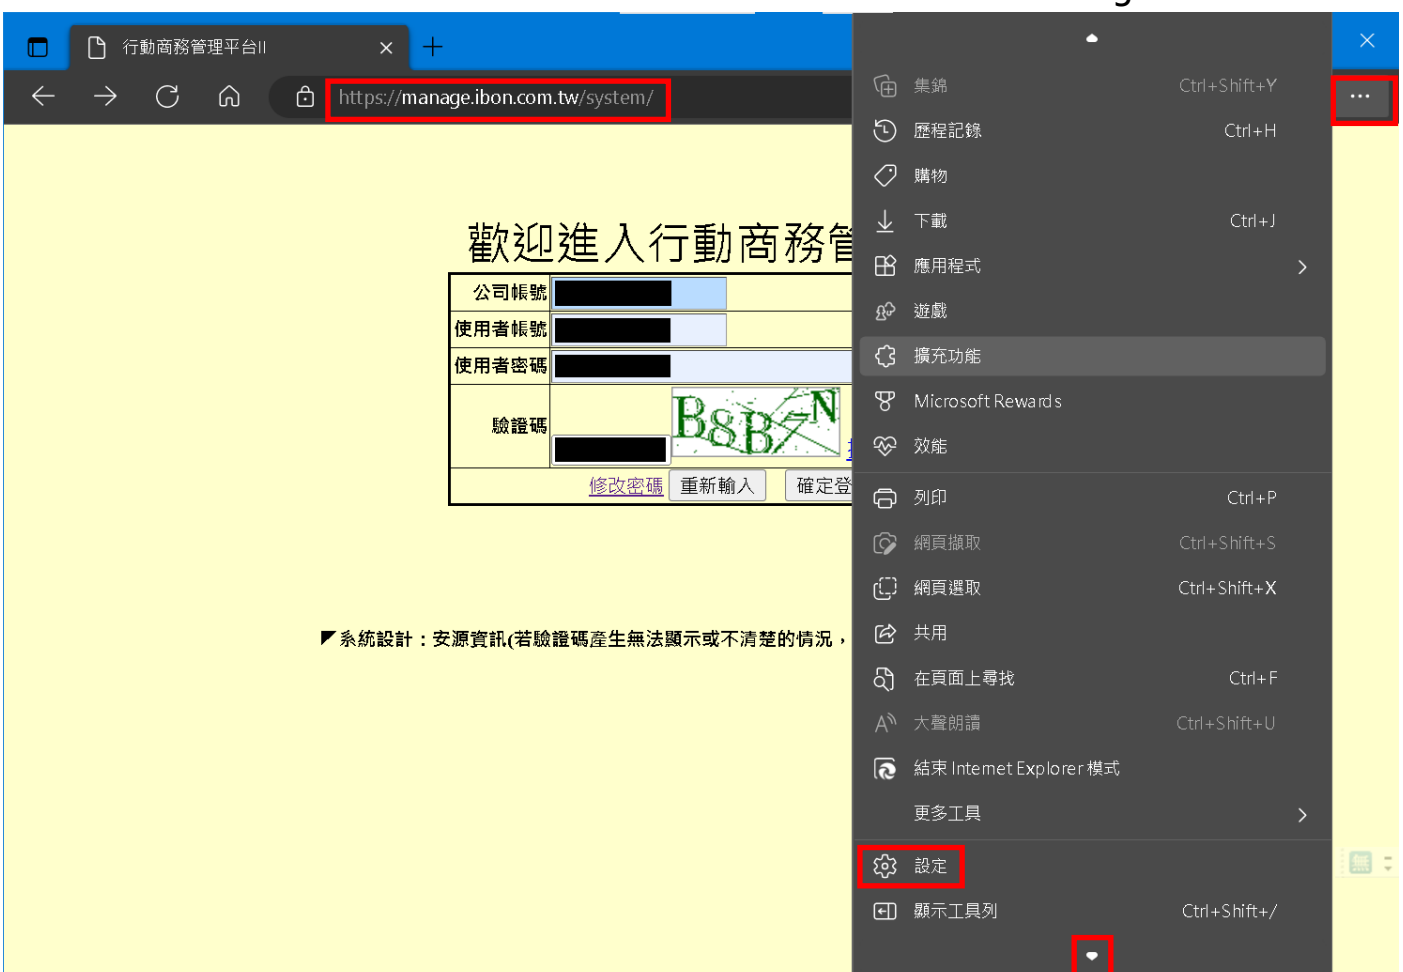 行動商務管理平台II
https://manage.ibon.com.tw/system/
歡迎進入行動商務管
公司帳號
使用者帳號
使用者密碼
驗證碼
B8B7N
修改密碼 重新輸入 確定登
◤系統設計：安源資訊(若驗證碼產生無法顯示或不清楚的情況，
集錦 Ctrl+Shift+Y
歷程記錄 Ctrl+H
購物
下載 Ctrl+J
應用程式
遊戲
擴充功能
Microsoft Rewards
效能
列印 Ctrl+P
網頁擷取 Ctrl+Shift+S
網頁選取 Ctrl+Shift+X
共用
在頁面上尋找 Ctrl+F
大聲朗讀 Ctrl+Shift+U
結束 Internet Explorer 模式
更多工具
設定
顯示工具列 Ctrl+Shift+/